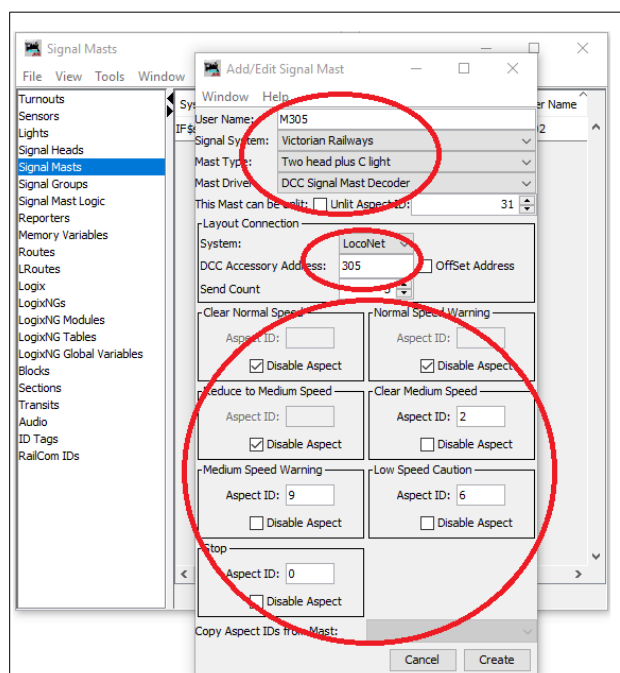 Signal Masts
File View Tools Window
Turnouts
Sensors
Lights
Signal Heads
Signal Masts
Signal Groups
Signal Mast Logic
Reporters
Memory Variables
Routes
LRoutes
Logix
LogixNGs
LogixNG Modules
LogixNG Tables
LogixNG Global Variables
Blocks
Sections
Transits
Audio
ID Tags
RailCom IDs
Add/Edit Signal Mast
Window Help
User Name: M305
Signal System: Victorian Railways
Mast Type: Two head plus C light
Mast Driver: DCC Signal Mast Decoder
This Mast can be unlit: Unlit Aspect ID: 31
Layout Connection
System: LocoNet
DCC Accessory Address: 305 OffSet Address
Send Count 3
Clear Normal Speed Normal Speed Warning
Aspect ID: Aspect ID:
Disable Aspect Disable Aspect
Reduce to Medium Speed Clear Medium Speed
Aspect ID: Aspect ID: 2
Disable Aspect Disable Aspect
Medium Speed Warning Low Speed Caution
Aspect ID: 9 Aspect ID: 6
Disable Aspect Disable Aspect
Stop
Aspect ID: 0
Disable Aspect
Copy Aspect IDs from Mast:
Cancel Create
Name